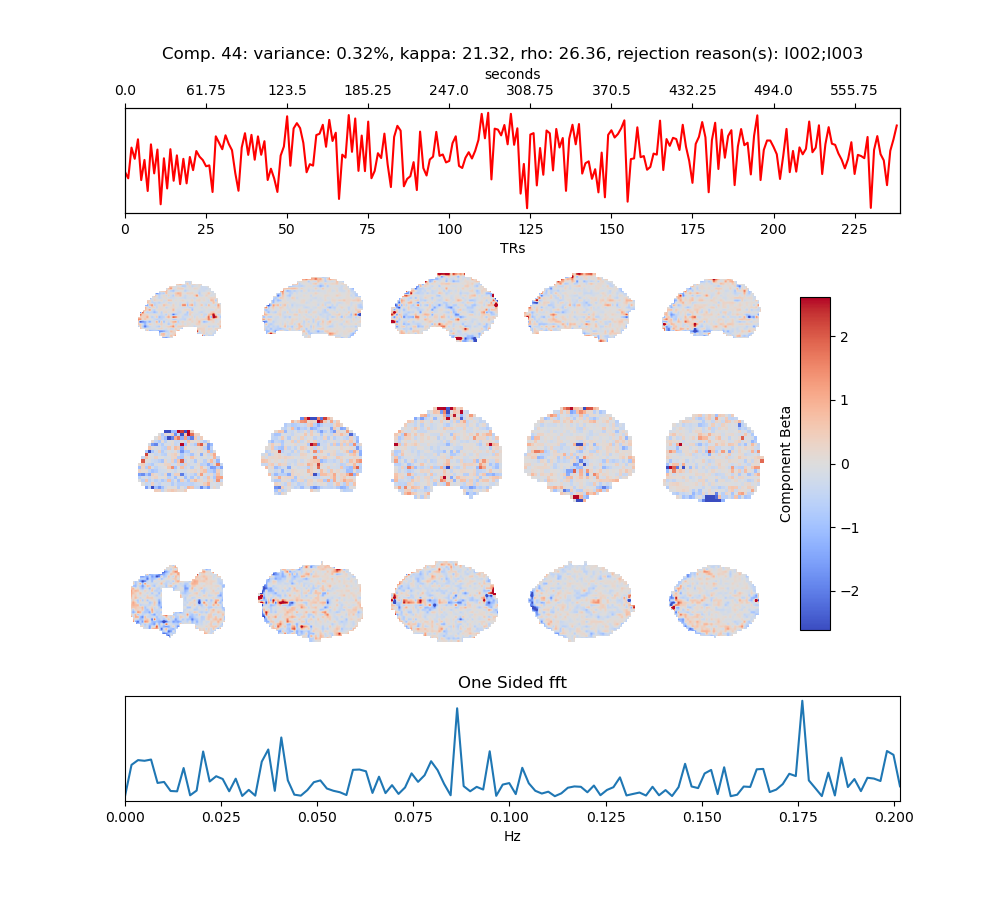 Comp. 44: variance: 0.32%, kappa: 21.32, rho: 26.36, rejection reason(s): I002;I003
seconds
0.0 61.75 123.5 185.25 247.0 308.75 370.5 432.25 494.0 555.75
0 25 50 75 100 125 150 175 200 225
TRs
2
1
0
−1
−2
Component Beta
One Sided fft
0.000 0.025 0.050 0.075 0.100 0.125 0.150 0.175 0.200
Hz